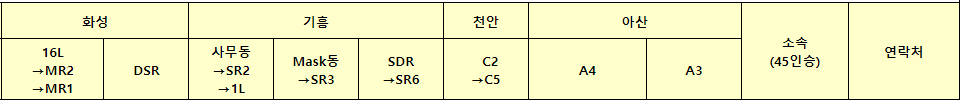 화성 기흥 천안 아산 소속 연락처
(45인승)
16L
→MR2
→MR1
DSR
사무동
→SR2
→1L
Mask동
→SR3
SDR
→SR6
C2
→C5
A4
A3